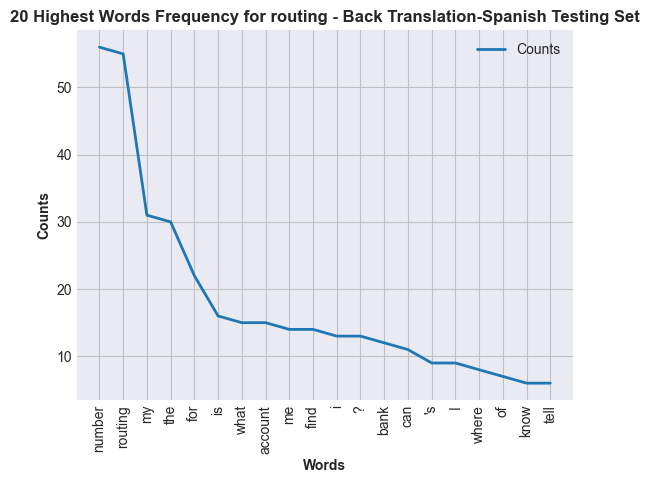 20 Highest Words Frequency for routing - Back Translation-Spanish Testing Set
Counts
50
40
30
20
10
Counts
number
routing
my
the
for
is
what
account
me
find
i
?
bank
can
's
I
where
of
know
tell
Words